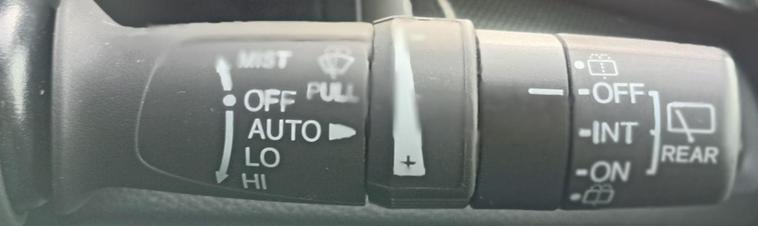 MIST
PULL
OFF
AUTO
LO
HI
+
OFF
INT
ON
REAR